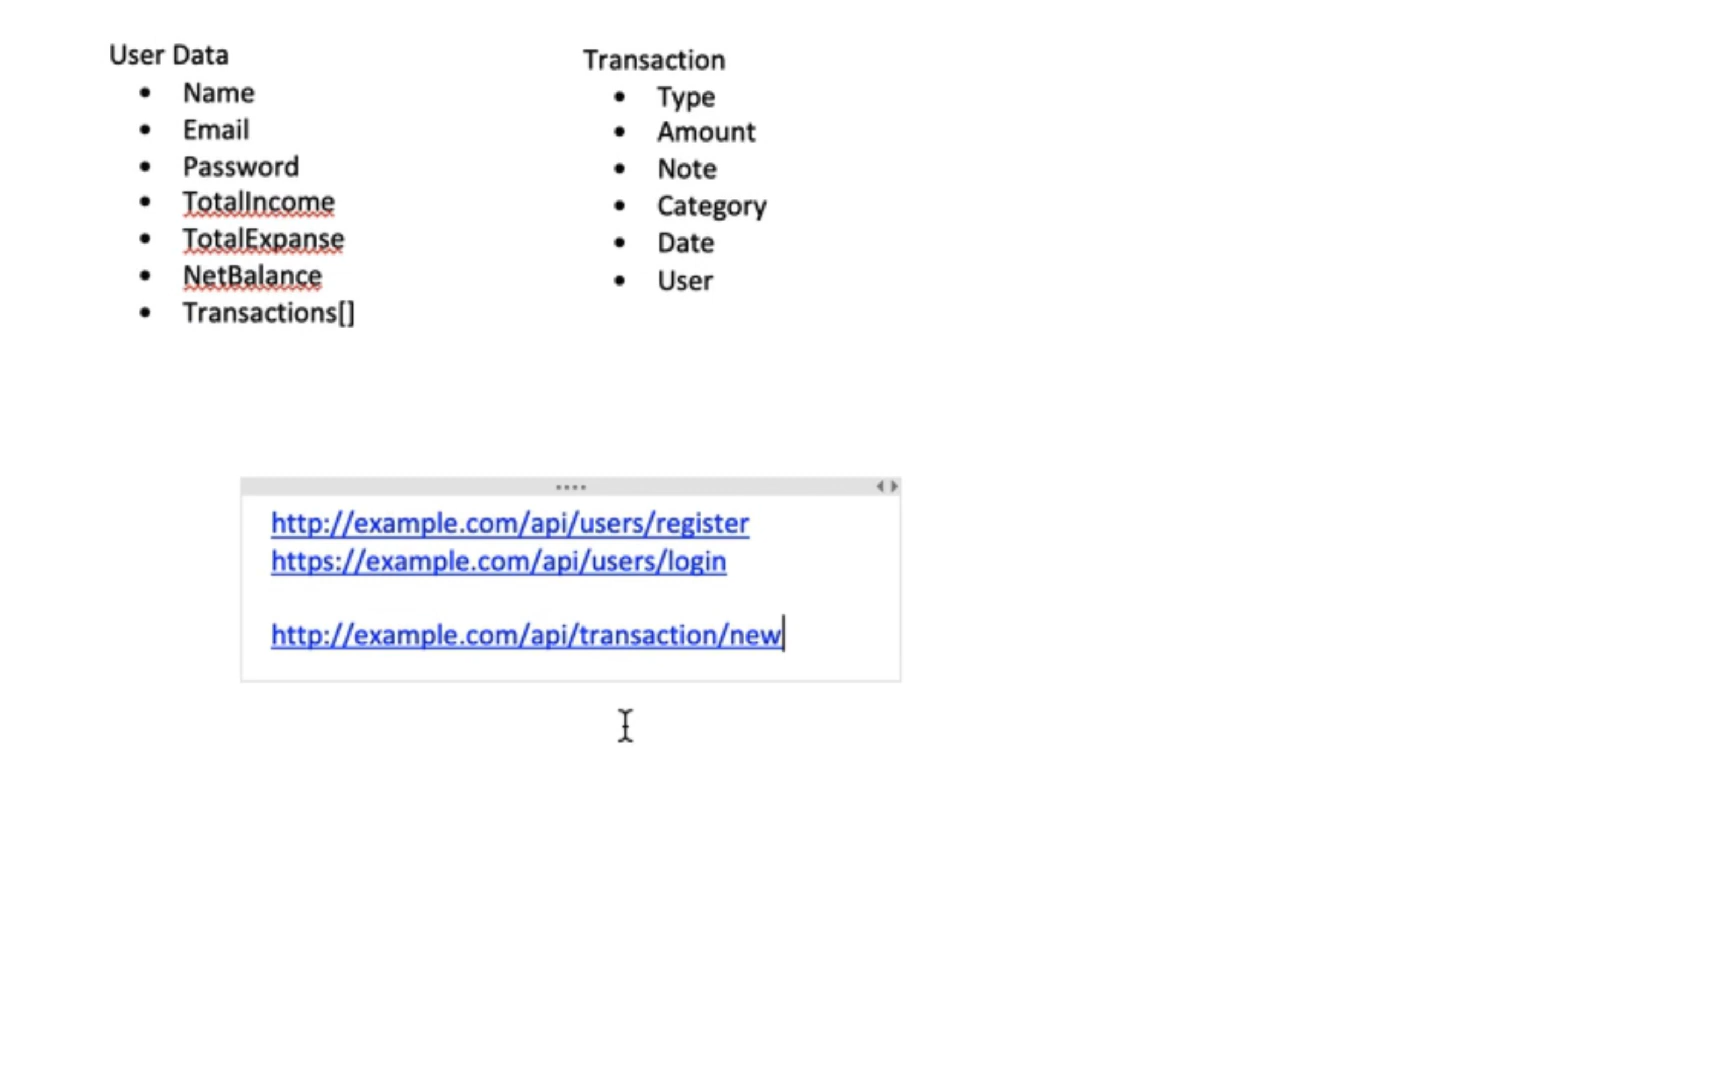 User Data
• Name
• Email
• Password
• TotalIncome
• TotalExpanse
• NetBalance
• Transactions[]
Transaction
• Type
• Amount
• Note
• Category
• Date
• User
http://example.com/api/users/register
https://example.com/api/users/login
http://example.com/api/transaction/new